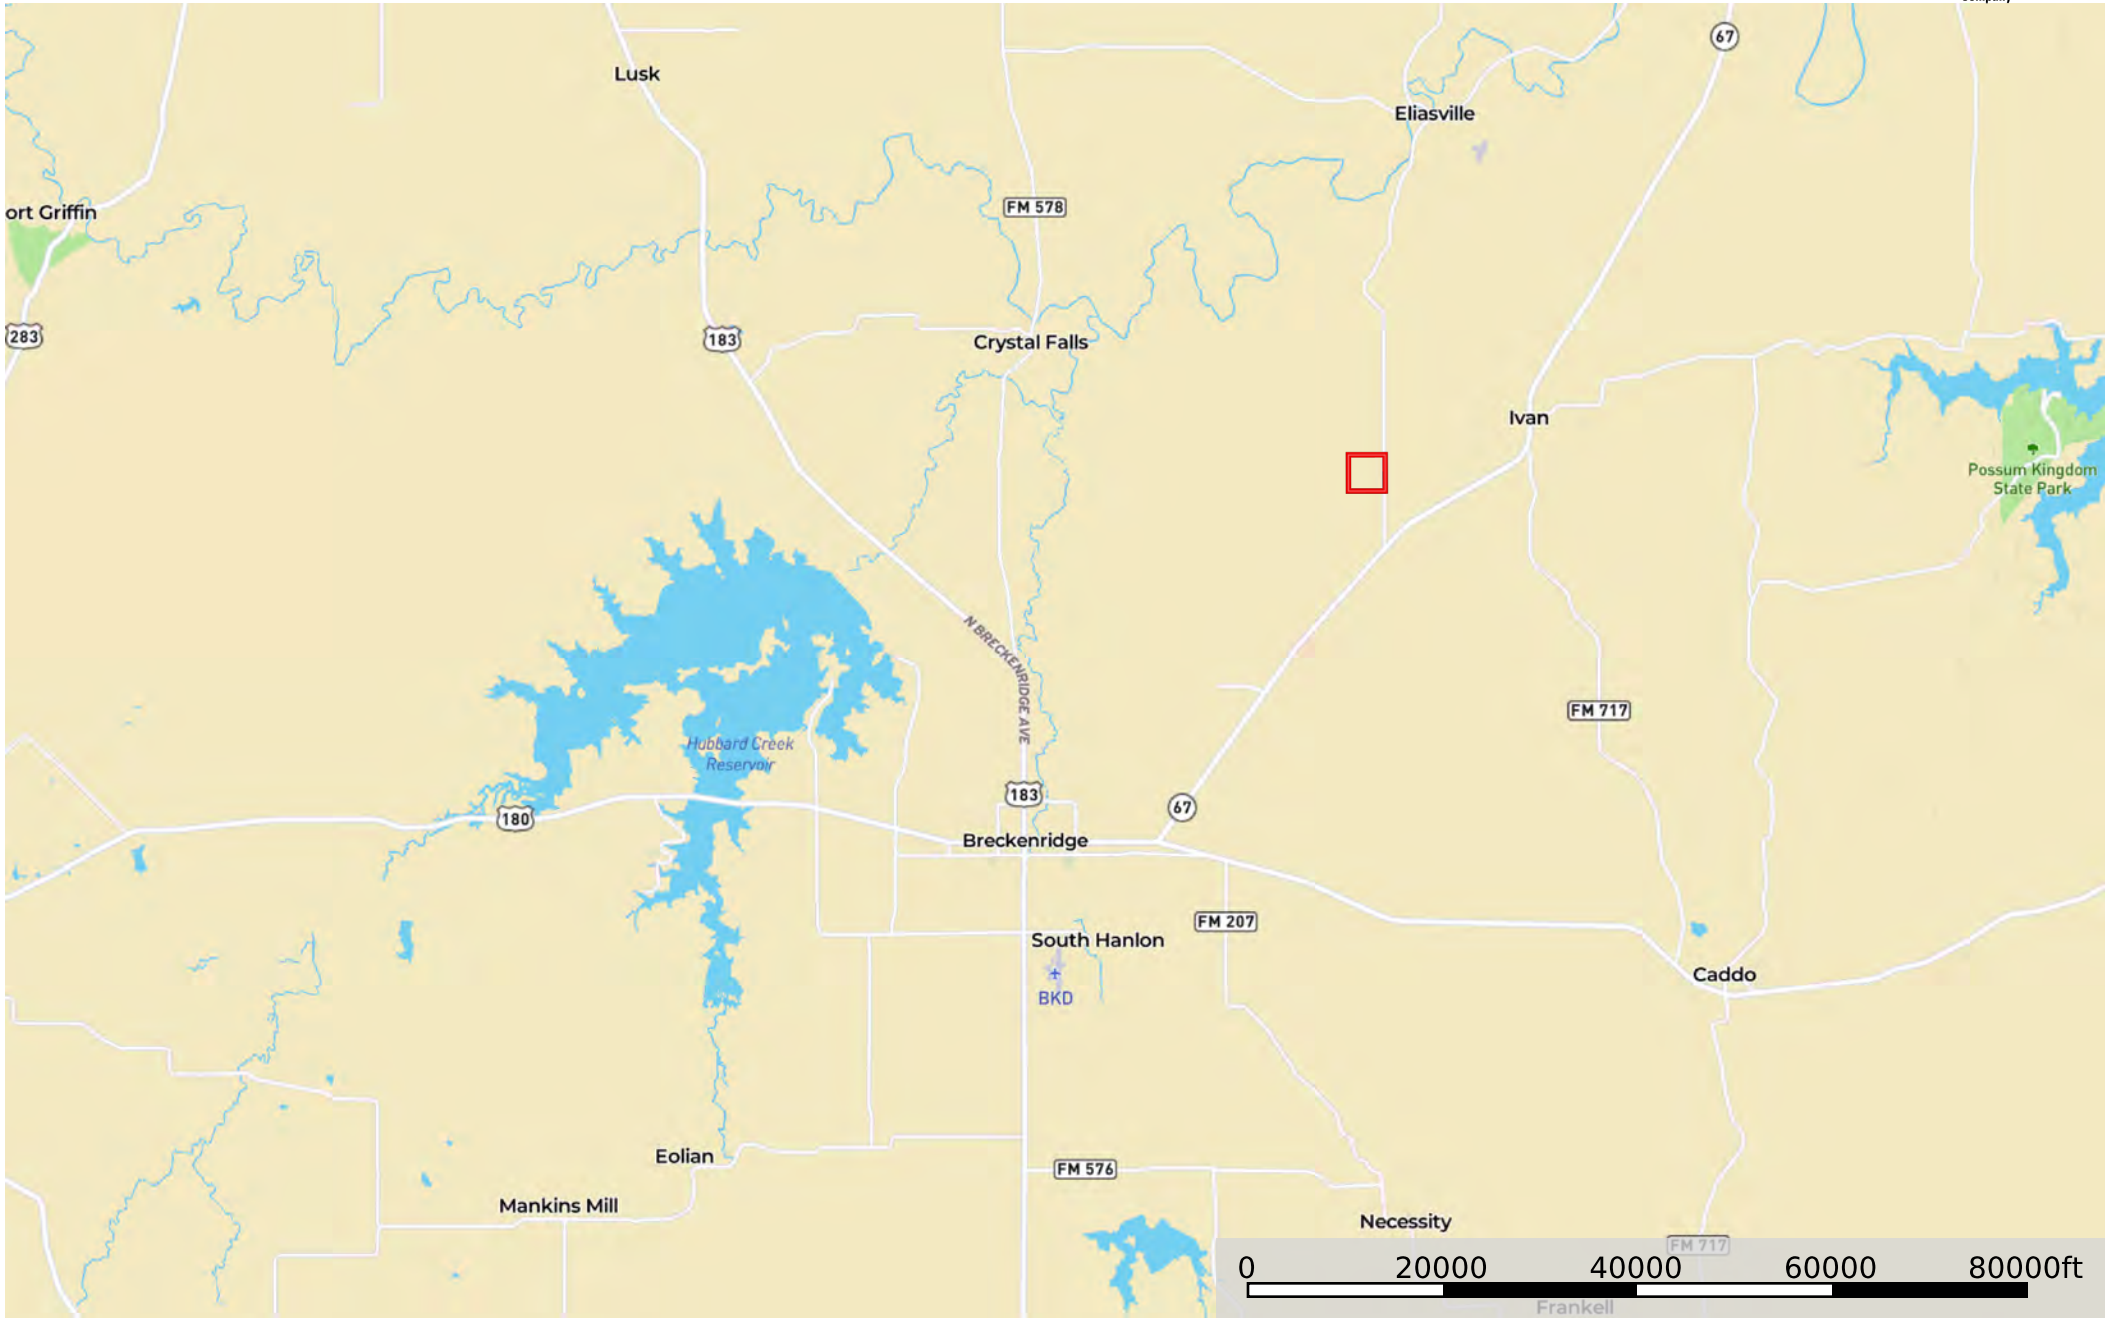 67
Lusk
Eliasville
FM 578
ort Griffin
283
183
Crystal Falls
Ivan
Possum Kingdom
State Park
N BRECKENRIDGE AVE
FM 717
Hubbard Creek
Reservoir
183
67
180
Breckenridge
FM 207
South Hanlon
Caddo
BKD
Eolian
FM 576
Mankins Mill
Necessity
FM 717
0 20000 40000 60000 80000ft
Frankell